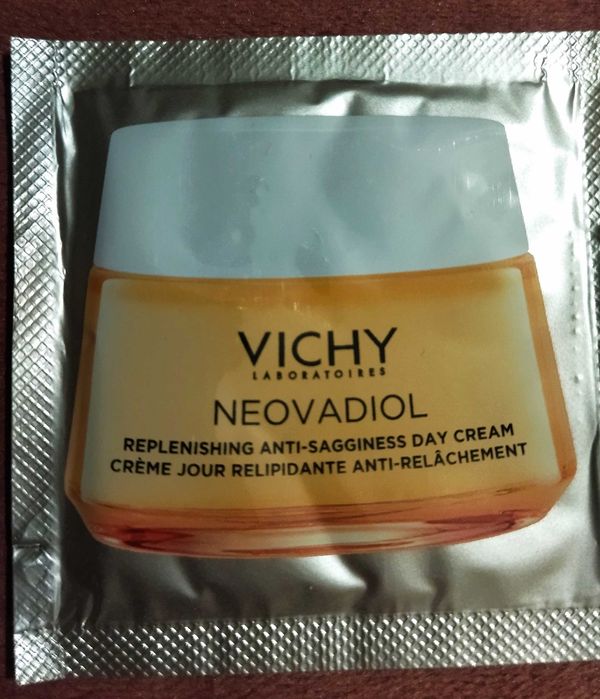 VICHY
LABORATOIRES
NEOVADIOL
REPLENISHING ANTI-SAGGINESS DAY CREAM
CRÈME JOUR RELIPIDANTE ANTI-RELÂCHEMENT